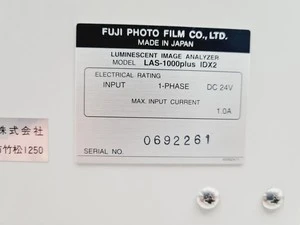 FUJI PHOTO FILM CO., LTD.
MADE IN JAPAN
LUMINESCENT IMAGE ANALYZER
MODEL LAS-1000plus IDX2
ELECTRICAL RATING
INPUT 1-PHASE DC 24V
MAX. INPUT CURRENT
1.0A
0692261
SERIAL NO.
株式会社
竹松1250